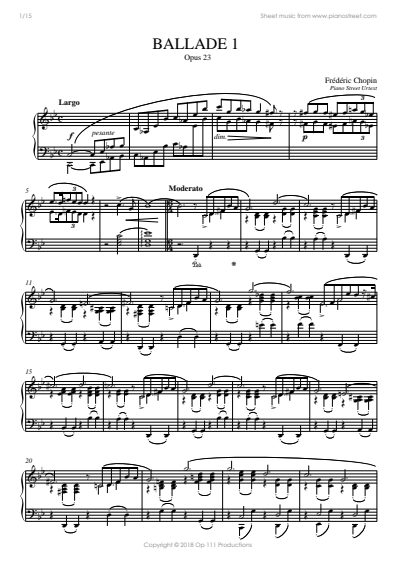 1/15
Sheet music from www.pianostreet.com
BALLADE 1
Opus 23
Frédéric Chopin
Piano Street Urtext
Largo
f
pesante
dim.
p
3
5
3
3
Moderato
Ped.
11
15
20
Copyright © 2018 Op 111 Productions